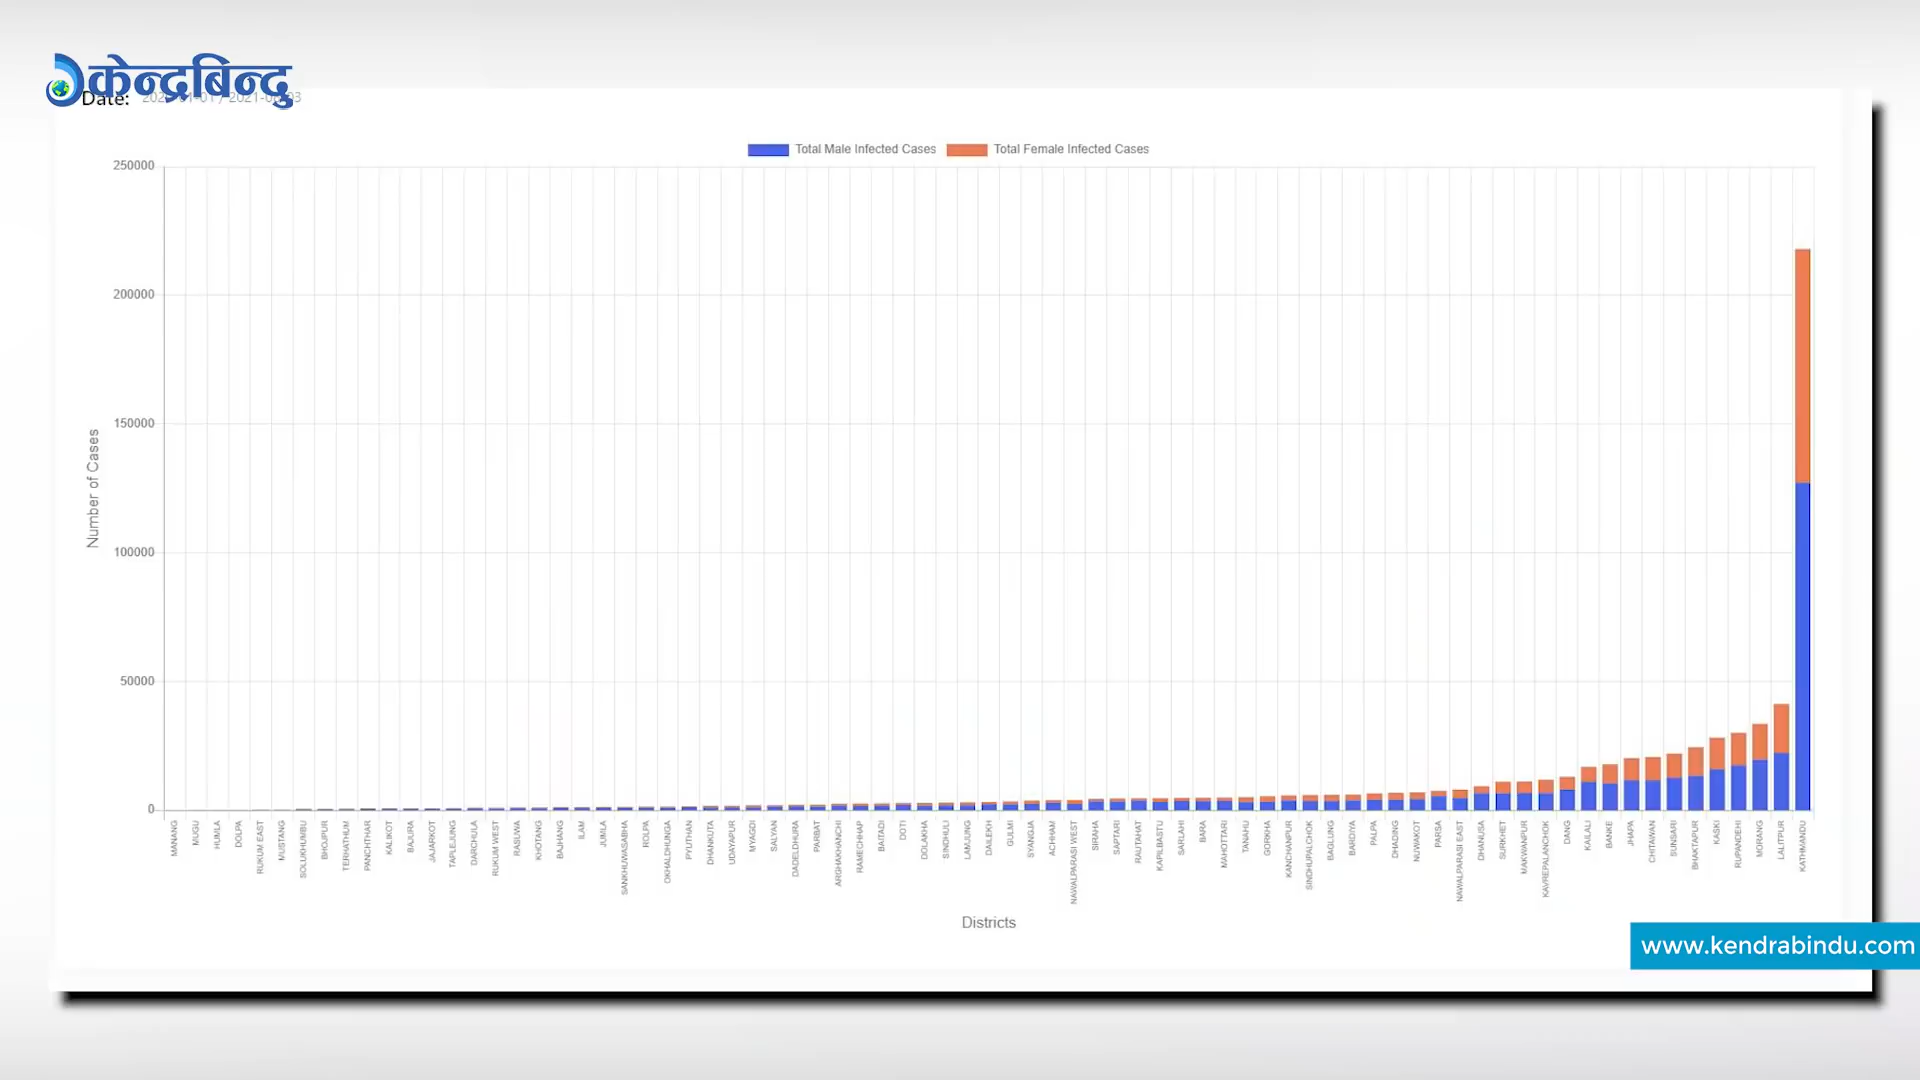 केन्द्रबिन्दु
Date:
Total Male Infected Cases Total Female Infected Cases
250000
200000
150000
100000
50000
0
Number of Cases
MANANG MUGU HUMLA DOLPA RUKUM EAST MUSTANG SOLUKHUMBU BHOJPUR TERHATHUM PANCHTHAR KALIKOT BAJURA JAJARKOT TAPLEJUNG DARCHULA RUKUM WEST RASUWA KHOTANG BAJHANG ILAM JUMLA SANKHUWASABHA ROLPA OKHALDHUNGA PYUTHAN DHANKUTA UDAYAPUR MYAGDI SALYAN DADELDHURA PARBAT ARGHAKHANCHI RAMECHHAP BAITADI DOTI DOLAKHA SINDHULI LAMJUNG DAILEKH GULMI SYANGJA ACHHAM NAWALPARASI WEST SIRAHA SAPTARI RAUTAHAT KAPILBASTU SARLAHI BARA MAHOTTARI TANAHU GORKHA KANCHANPUR SINDHUPALCHOK BAGLUNG BARDIYA PALPA DHADING NUWAKOT PARSA NAWALPARASI EAST DHANUSA SURKHET MAKWANPUR KAVREPALANCHOK DANG KAILALI BANKE JHAPA CHITAWAN SUNSARI BHAKTAPUR KASKI RUPANDEHI MORANG LALITPUR KATHMANDU
Districts
www.kendrabindu.com